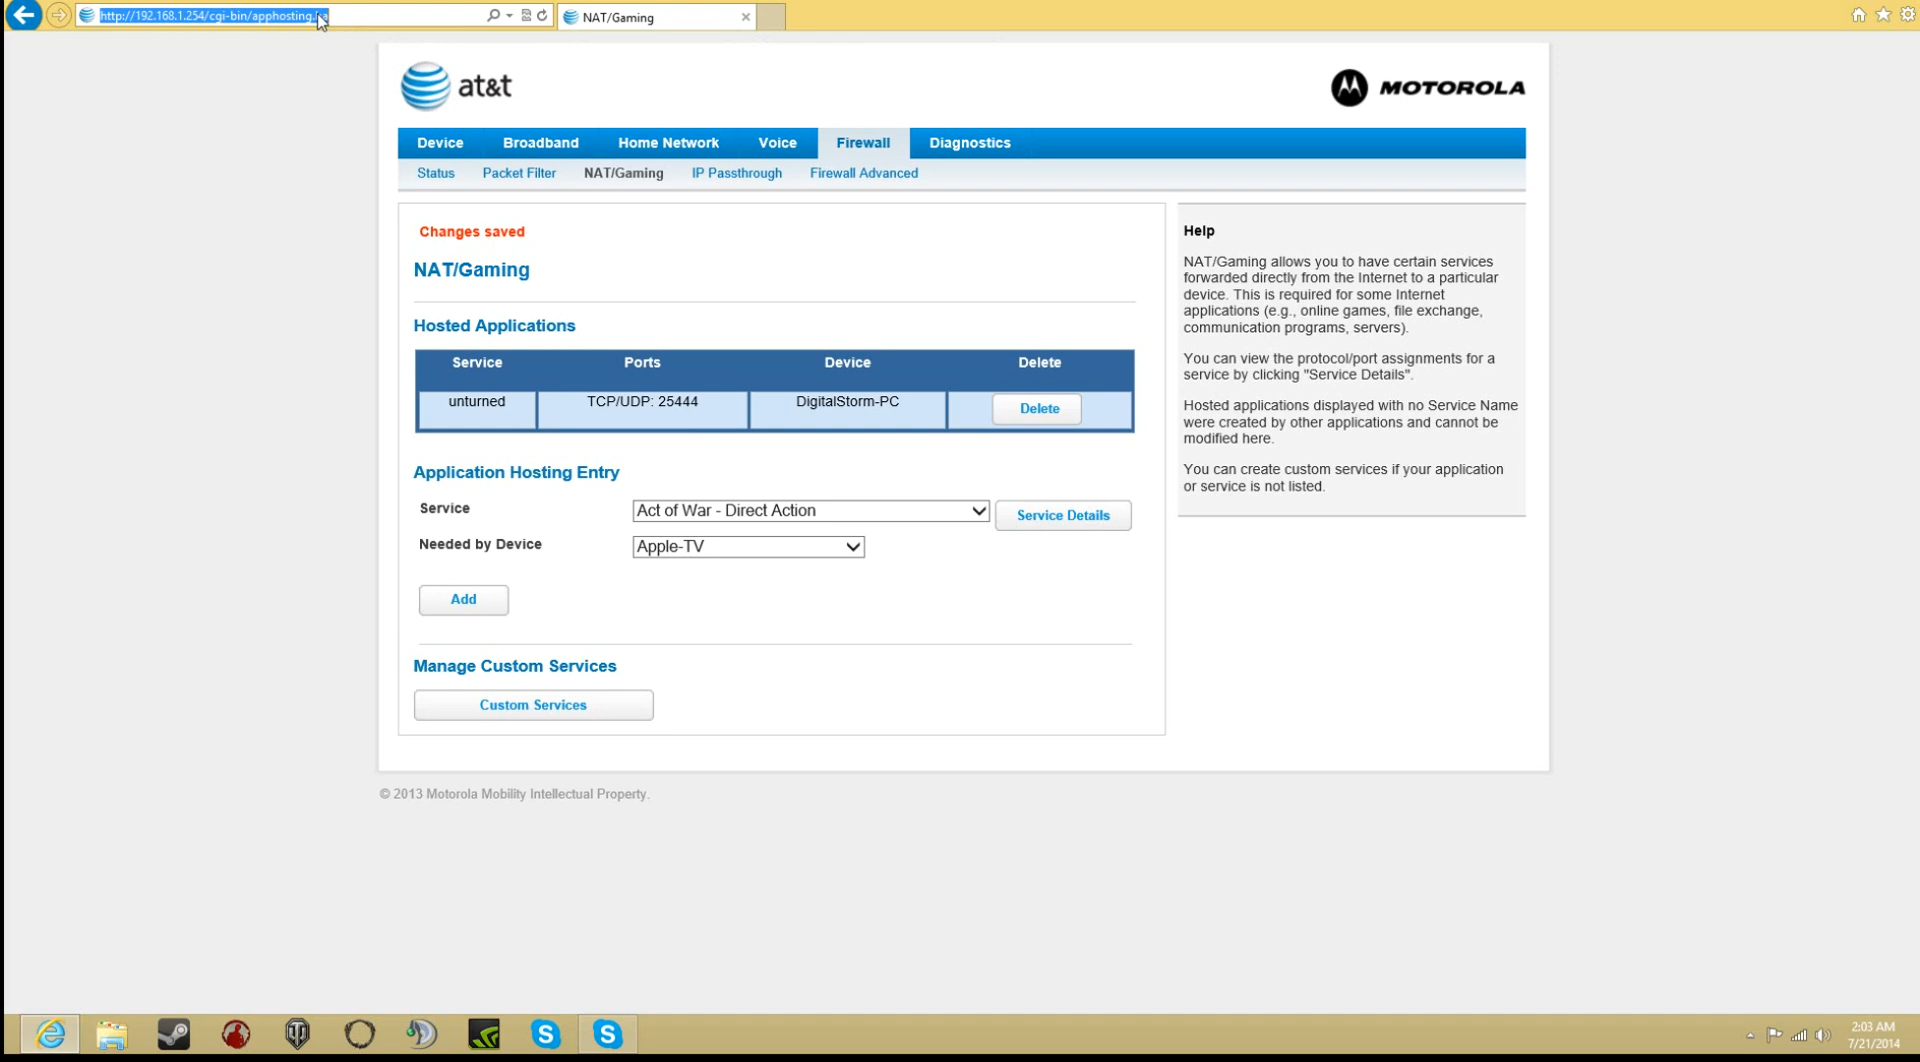 http://192.168.1.254/cgi-bin/apphosting.ha
NAT/Gaming
at&t
MOTOROLA
Device Broadband Home Network Voice Firewall Diagnostics
Status Packet Filter NAT/Gaming IP Passthrough Firewall Advanced
Changes saved
NAT/Gaming
Hosted Applications
Service Ports Device Delete
unturned TCP/UDP: 25444 DigitalStorm-PC Delete
Application Hosting Entry
Service Act of War - Direct Action Service Details
Needed by Device Apple-TV
Add
Manage Custom Services
Custom Services
Help
NAT/Gaming allows you to have certain services
forwarded directly from the Internet to a particular
device. This is required for some Internet
applications (e.g., online games, file exchange,
communication programs, servers).
You can view the protocol/port assignments for a
service by clicking "Service Details".
Hosted applications displayed with no Service Name
were created by other applications and cannot be
modified here.
You can create custom services if your application
or service is not listed.
© 2013 Motorola Mobility Intellectual Property.
2:03 AM
7/21/2014